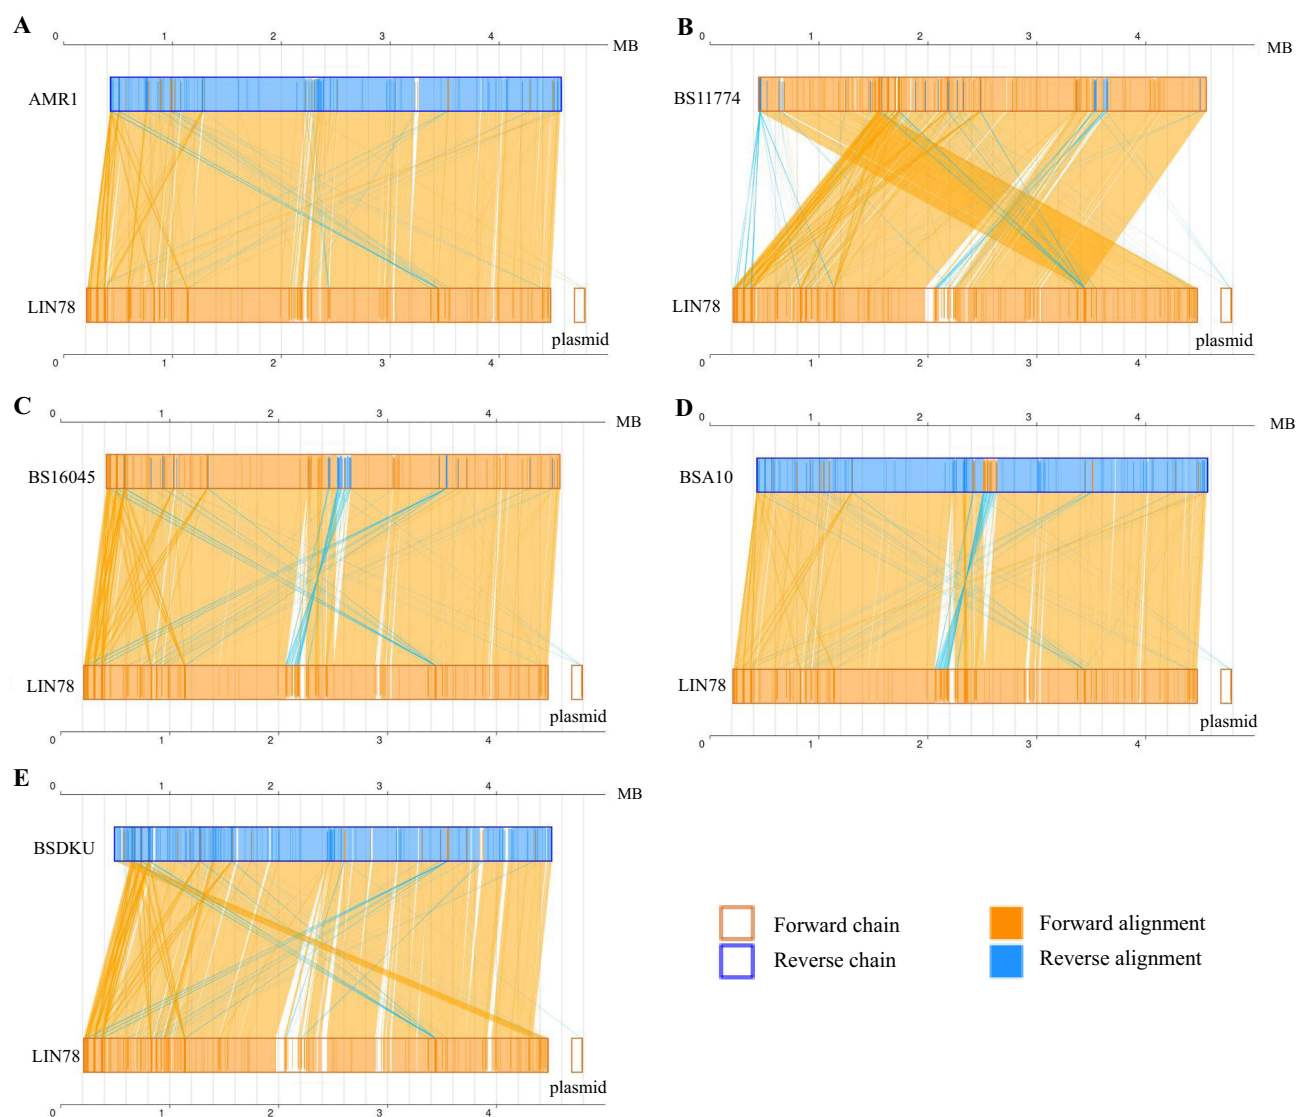 A
0 1 2 3 4 MB
AMR1
LIN78
plasmid
0 1 2 3 4
B
0 1 2 3 4 MB
BS11774
LIN78
plasmid
0 1 2 3 4
C
0 1 2 3 4 MB
BS16045
LIN78
plasmid
0 1 2 3 4
D
0 1 2 3 4 MB
BSA10
LIN78
plasmid
0 1 2 3 4
E
0 1 2 3 4 MB
BSDKU
LIN78
plasmid
0 1 2 3 4
Forward chain
Reverse chain
Forward alignment
Reverse alignment